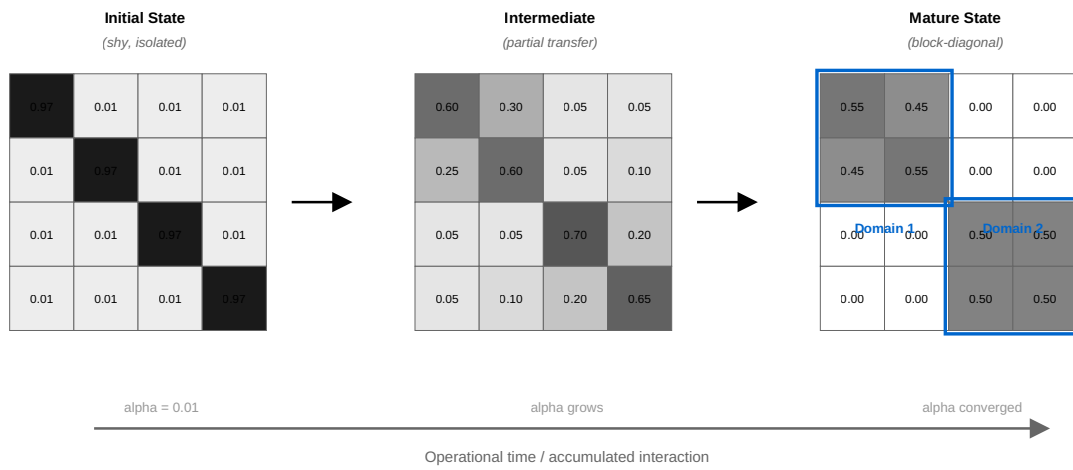 Initial State
(shy, isolated)
0.97 0.01 0.01 0.01
0.01 0.97 0.01 0.01
0.01 0.01 0.97 0.01
0.01 0.01 0.01 0.97
alpha = 0.01
Intermediate
(partial transfer)
0.60 0.30 0.05 0.05
0.25 0.60 0.05 0.10
0.05 0.05 0.70 0.20
0.05 0.10 0.20 0.65
alpha grows
Mature State
(block-diagonal)
0.55 0.45 0.00 0.00
0.45 0.55 0.00 0.00
Domain 1 Domain 2
0.00 0.00 0.50 0.50
0.00 0.00 0.50 0.50
alpha converged
Operational time / accumulated interaction